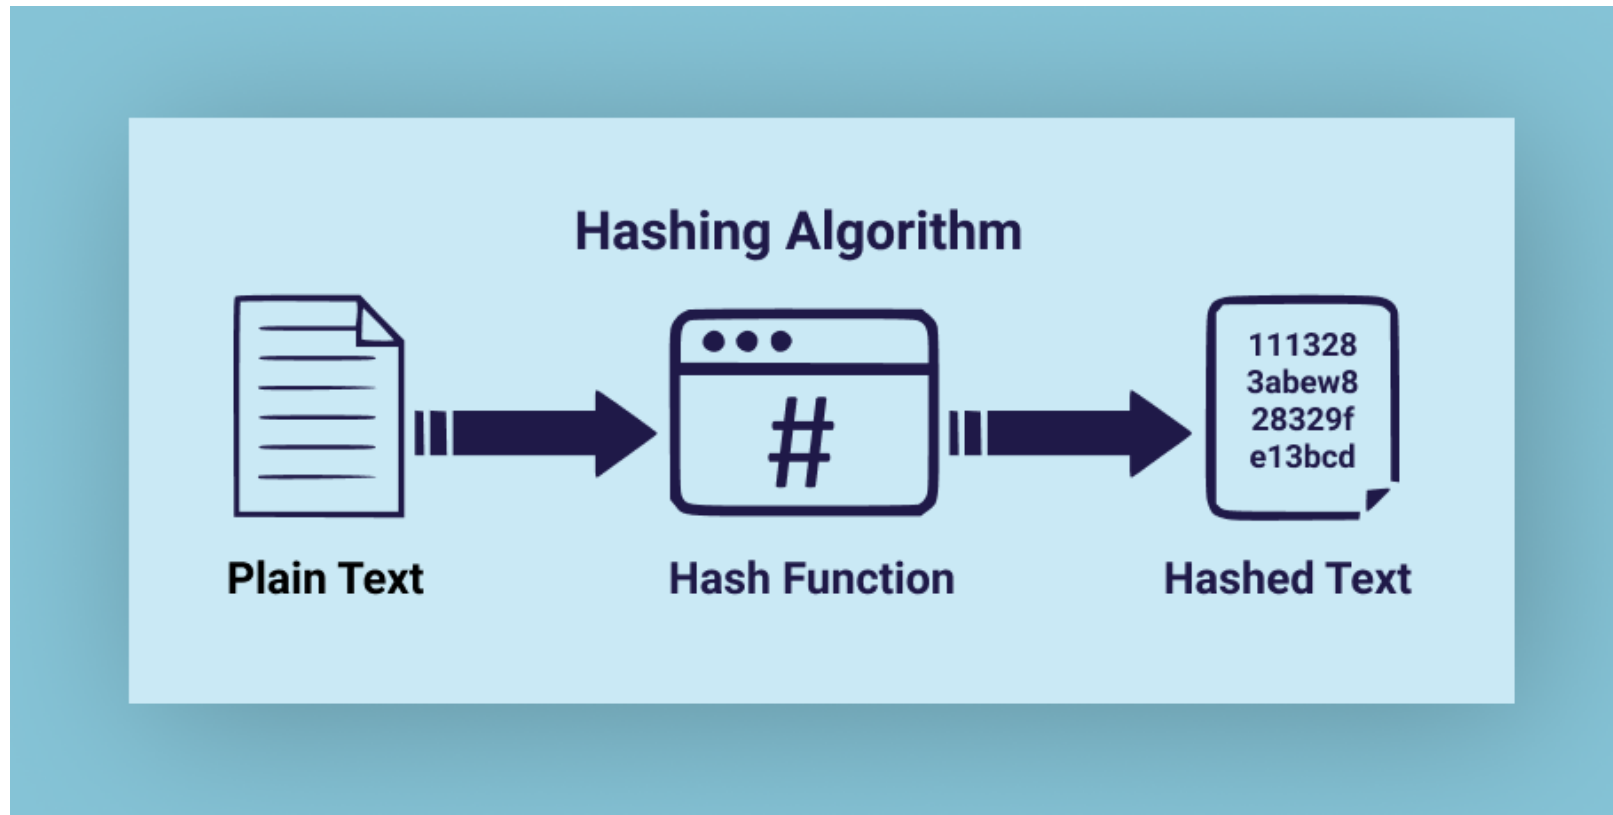 Hashing Algorithm
#
111328
3abew8
28329f
e13bcd
Plain Text
Hash Function
Hashed Text